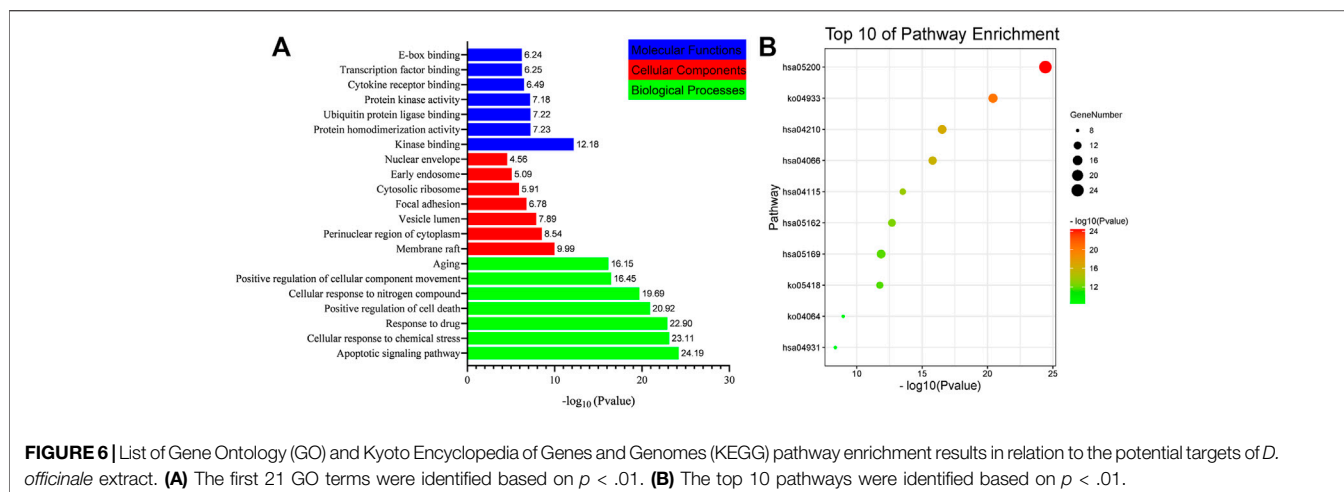 A
E-box binding
Transcription factor binding
Cytokine receptor binding
Protein kinase activity
Ubiquitin protein ligase binding
Protein homodimerization activity
Kinase binding
Nuclear envelope
Early endosome
Cytosolic ribosome
Focal adhesion
Vesicle lumen
Perinuclear region of cytoplasm
Membrane raft
Aging
Positive regulation of cellular component movement
Cellular response to nitrogen compound
Positive regulation of cell death
Response to drug
Cellular response to chemical stress
Apoptotic signaling pathway
6.24
6.25
6.49
7.18
7.22
7.23
12.18
4.56
5.09
5.91
6.78
7.89
8.54
9.99
16.15
16.45
19.69
20.92
22.90
23.11
24.19
0 10 20 30
-log10 (Pvalue)
Molecular Functions
Cellular Components
Biological Processes
B
Top 10 of Pathway Enrichment
Pathway
hsa05200
ko04933
hsa04210
hsa04066
hsa04115
hsa05162
hsa05169
ko05418
ko04064
hsa04931
10 15 20 25
- log10(Pvalue)
GeneNumber
8
12
16
20
24
- log10(Pvalue)
24
20
16
12
FIGURE 6 | List of Gene Ontology (GO) and Kyoto Encyclopedia of Genes and Genomes (KEGG) pathway enrichment results in relation to the potential targets of D.
officinale extract. (A) The first 21 GO terms were identified based on p < .01. (B) The top 10 pathways were identified based on p < .01.